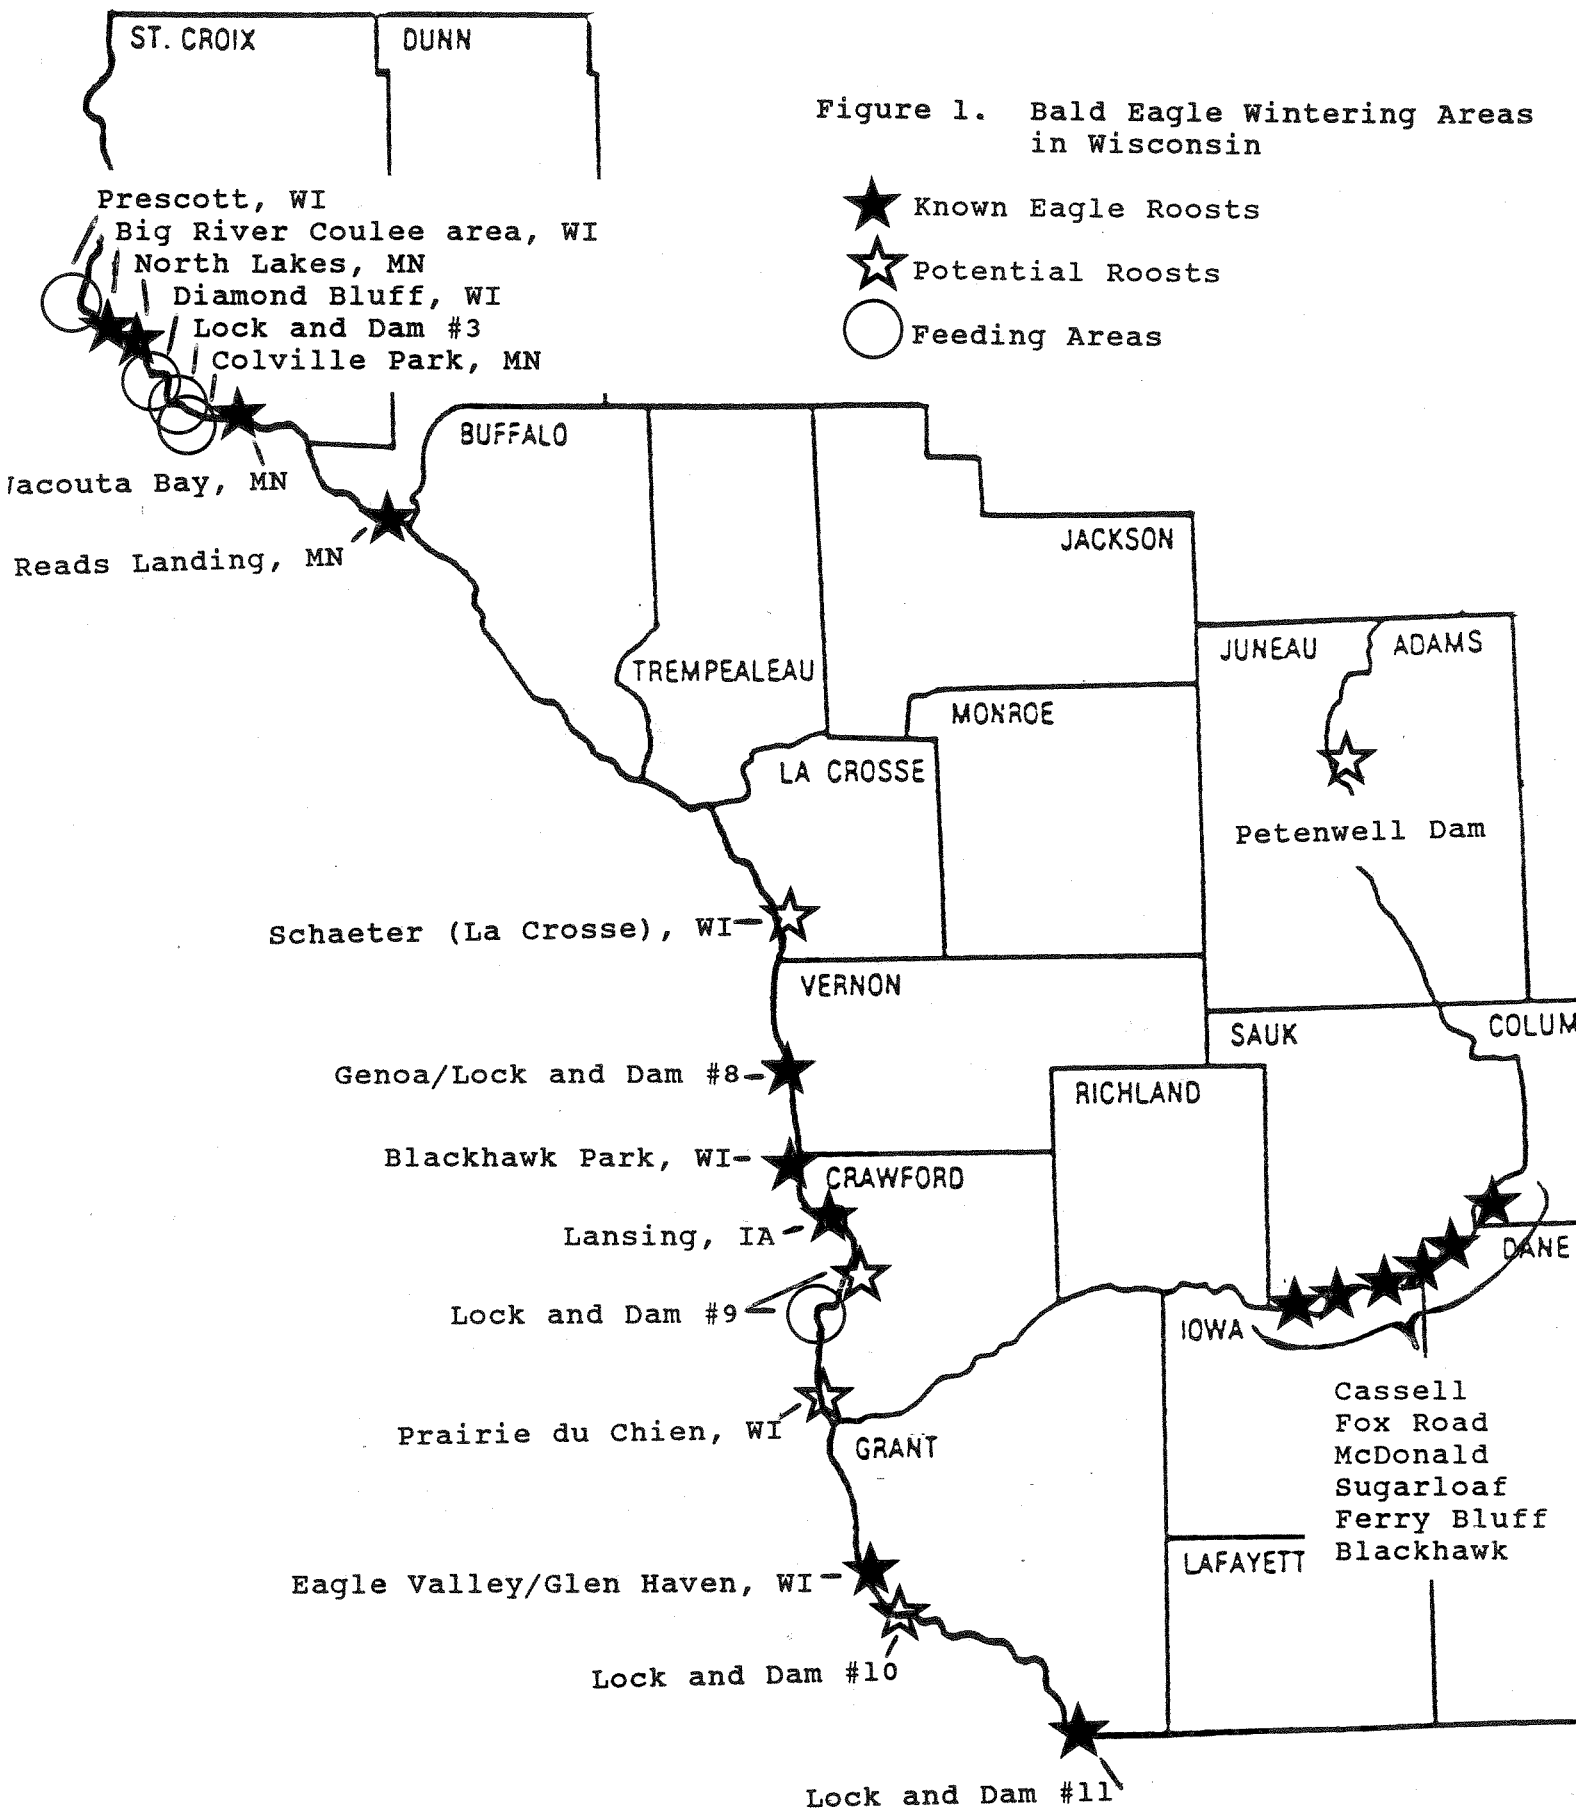 ST. CROIX
DUNN
Figure 1. Bald Eagle Wintering Areas
in Wisconsin
Known Eagle Roosts
Potential Roosts
Feeding Areas
Prescott, WI
Big River Coulee area, WI
North Lakes, MN
Diamond Bluff, WI
Lock and Dam #3
Colville Park, MN
BUFFALO
Bay, MN
Reads Landing, MN
JACKSON
JUNEAU
ADAMS
TREMPEALEAU
MONROE
LA CROSSE
Petenwell Dam
Schaeter (La Crosse), WI
VERNON
SAUK
COLUM
Genoa/Lock and Dam #8
RICHLAND
Blackhawk Park, WI
CRAWFORD
Lansing, IA
DANE
Lock and Dam #9
IOWA
Cassell
Fox Road
McDonald
Sugarloaf
Ferry Bluff
Blackhawk
Prairie du Chien, WI
GRANT
LAFAYETT
Eagle Valley/Glen Haven, WI
Lock and Dam #10
Lock and Dam #11